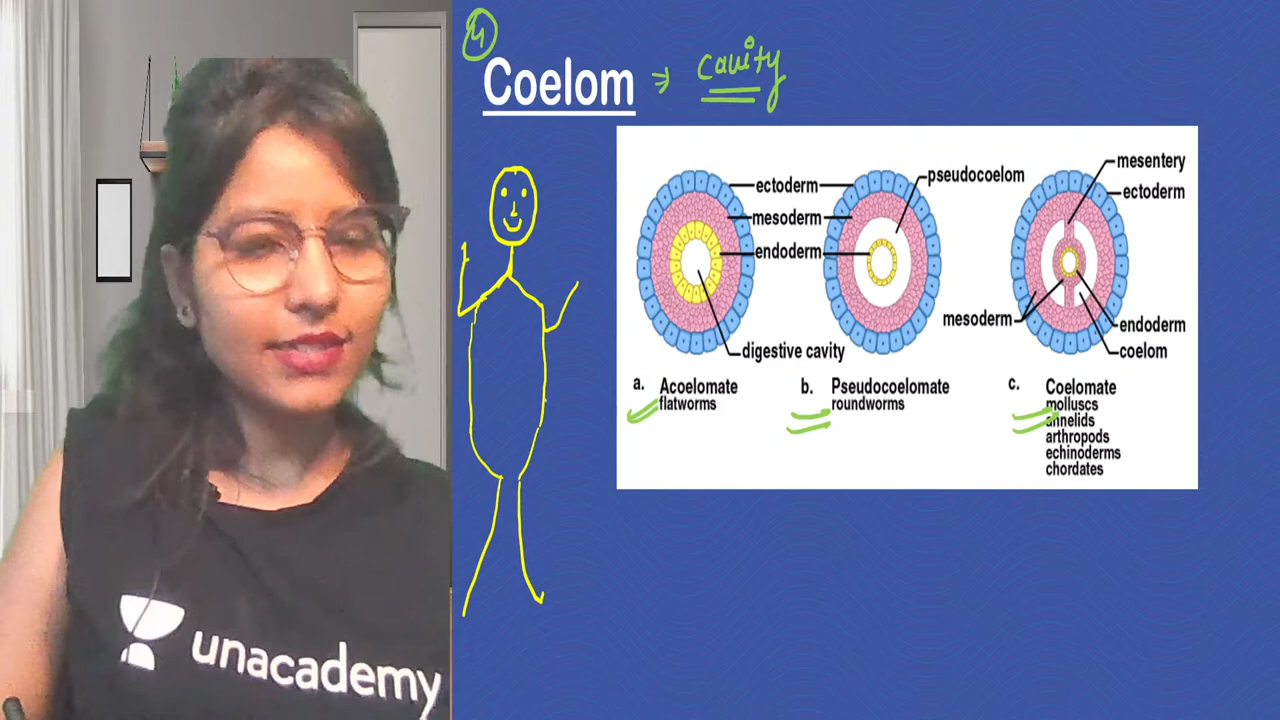 4
Coelom ⇒ cavity
mesentery
ectoderm pseudocoelom ectoderm
mesoderm
endoderm
mesoderm endoderm
digestive cavity coelom
a. Acoelomate b. Pseudocoelomate c. Coelomate
flatworms roundworms molluscs
annelids
arthropods
echinoderms
chordates
unacademy